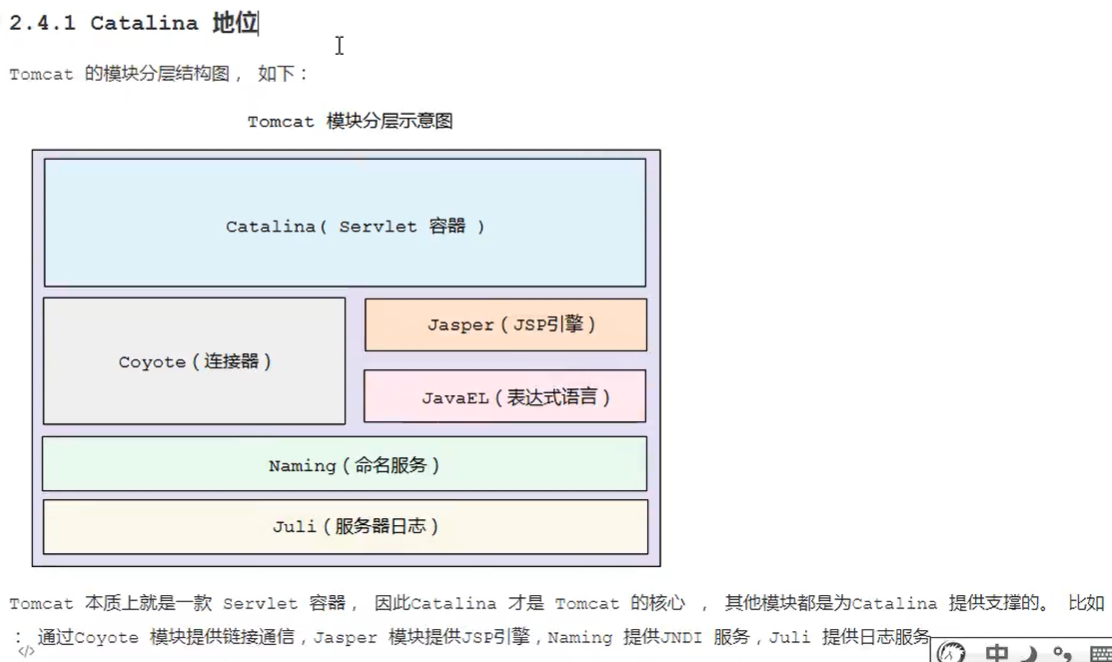 2.4.1 Catalina 地位
Tomcat 的模块分层结构图， 如下：
Tomcat 模块分层示意图
Catalina( Servlet 容器 )
Coyote（连接器）
Jasper（JSP引擎）
JavaEL（表达式语言）
Naming（命名服务）
Juli（服务器日志）
Tomcat 本质上就是一款 Servlet 容器， 因此Catalina 才是 Tomcat 的核心 ， 其他模块都是为Catalina 提供支撑的。 比如
：通过Coyote 模块提供链接通信，Jasper 模块提供JSP引擎，Naming 提供JNDI 服务，Juli 提供日志服务
</>
中